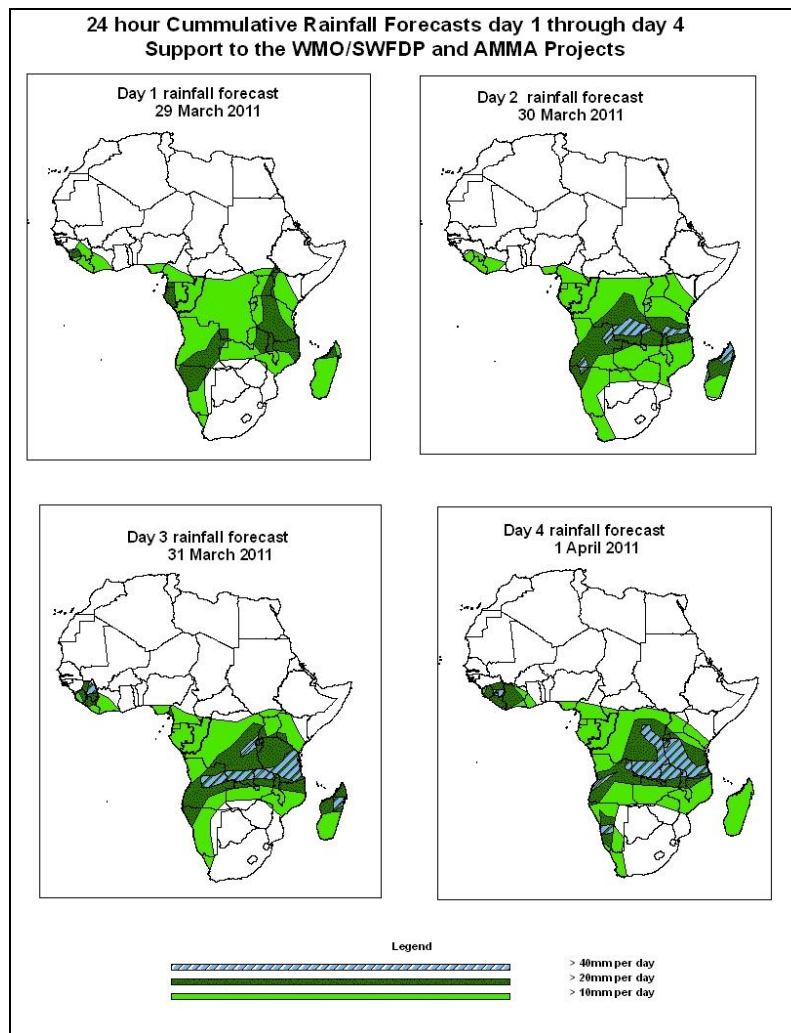 24 hour Cummulative Rainfall Forecasts day 1 through day 4
Support to the WMO/SWFDP and AMMA Projects
Day 1 rainfall forecast
29 March 2011
Day 2 rainfall forecast
30 March 2011
Day 3 rainfall forecast
31 March 2011
Day 4 rainfall forecast
1 April 2011
Legend
> 40mm per day
> 20mm per day
> 10mm per day